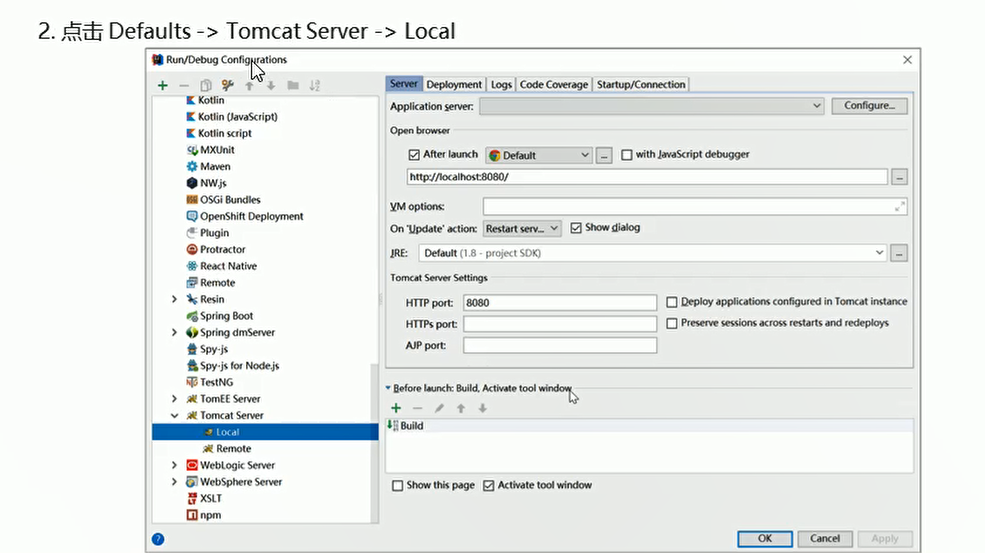 2. 点击 Defaults -> Tomcat Server -> Local
Run/Debug Configurations
Kotlin
Kotlin (JavaScript)
Kotlin script
MXUnit
Maven
NW.js
OSGi Bundles
OpenShift Deployment
Plugin
Protractor
React Native
Remote
Resin
Spring Boot
Spring dmServer
Spy-js
Spy-js for Node.js
TestNG
TomEE Server
Tomcat Server
Local
Remote
WebLogic Server
WebSphere Server
XSLT
npm
Server Deployment Logs Code Coverage Startup/Connection
Application server: Configure...
Open browser
After launch Default ... with JavaScript debugger
http://localhost:8080/ ...
VM options:
On 'Update' action: Restart serv... Show dialog
JRE: Default (1.8 - project SDK) ...
Tomcat Server Settings
HTTP port: 8080 Deploy applications configured in Tomcat instance
HTTPs port: Preserve sessions across restarts and redeploys
AJP port:
Before launch: Build, Activate tool window
Build
Show this page Activate tool window
? OK Cancel Apply